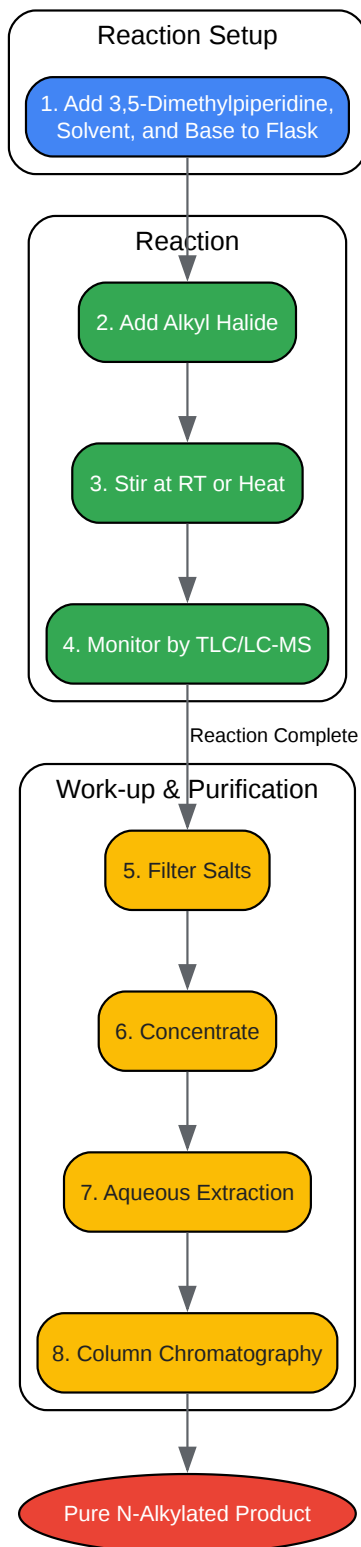 Reaction Setup
1. Add 3,5-Dimethylpiperidine,
Solvent, and Base to Flask
Reaction
2. Add Alkyl Halide
3. Stir at RT or Heat
4. Monitor by TLC/LC-MS
Reaction Complete
Work-up & Purification
5. Filter Salts
6. Concentrate
7. Aqueous Extraction
8. Column Chromatography
Pure N-Alkylated Product